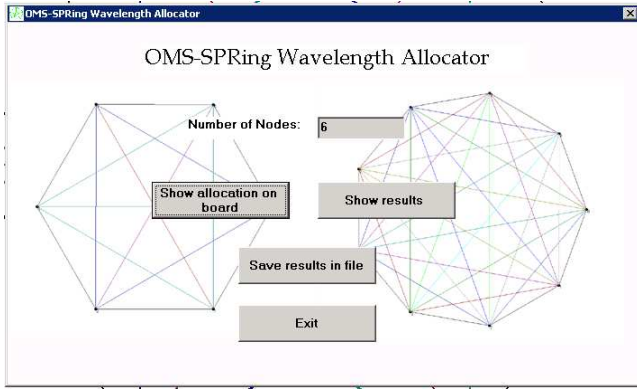 OMS-SPRing Wavelength Allocator
OMS-SPRing Wavelength Allocator
Number of Nodes: 6
Show allocation on
board
Show results
Save results in file
Exit